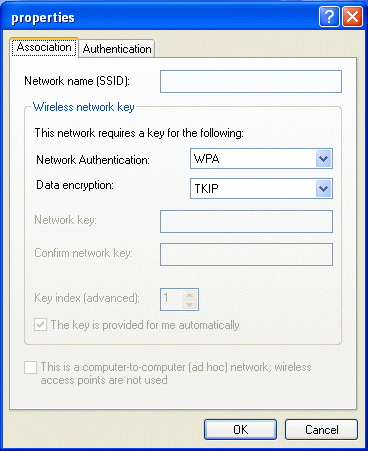 properties
Association Authentication
Network name (SSID):
Wireless network key
This network requires a key for the following:
Network Authentication: WPA
Data encryption: TKIP
Network key:
Confirm network key:
Key index (advanced): 1
The key is provided for me automatically
This is a computer-to-computer (ad hoc) network; wireless
access points are not used
OK Cancel